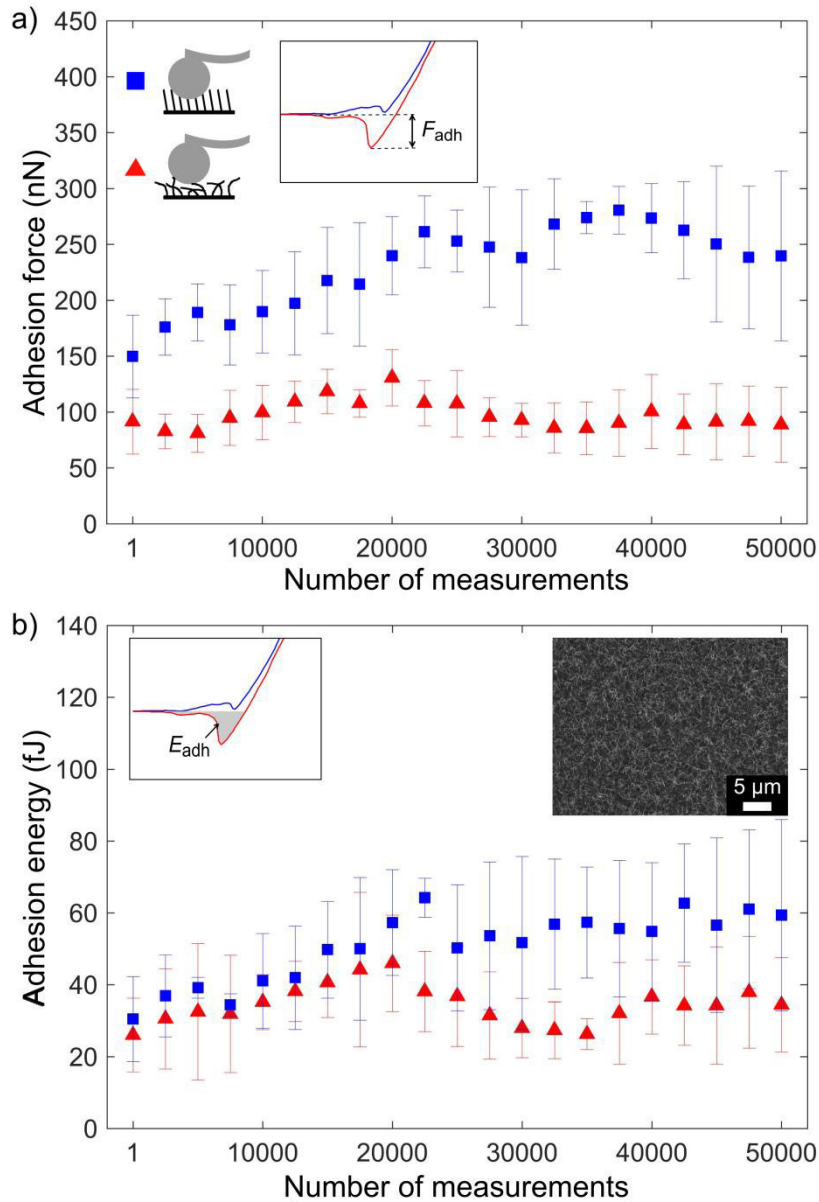 a)
450
400
350
300
250
200
150
100
50
0
Adhesion force (nN)
F_adh
1 10000 20000 30000 40000 50000
Number of measurements
b)
140
120
100
80
60
40
20
0
Adhesion energy (fJ)
E_adh
5 µm
1 10000 20000 30000 40000 50000
Number of measurements